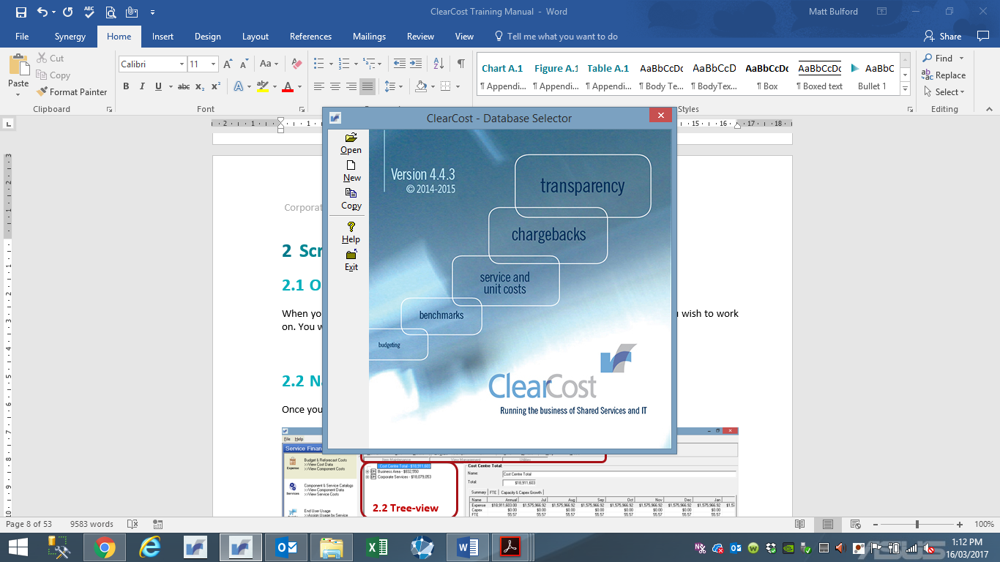 ClearCost Training Manual - Word
Matt Bulford
File Synergy Home Insert Design Layout References Mailings Review View Tell me what you want to do Share
Paste
Cut
Copy
Format Painter
Clipboard
Calibri 11
Font
Chart A.1 Figure A.1 Table A.1 AaBbCcDc AaBbCcD AaBbCcDc AaBbCcDc AaBbC
¶ Appendi... ¶ Appendi... ¶ Appendi... ¶ Body Te... ¶ BodyTex... ¶ Box ¶ Boxed text Bullet 1
Styles
Find
Replace
Select
Editing
ClearCost - Database Selector
Open
New
Copy
Help
Exit
Version 4.4.3
© 2014-2015
transparency
chargebacks
service and
unit costs
benchmarks
budgeting
ClearCost
Running the business of Shared Services and IT
Corporat
2 Scr
2.1 O
When yo u wish to work
on. You w
2.2 Na
Once you
File Help
Service Finan
Budget & Reforecast Costs
>>View Cost Data
>>View Component Costs
Expense
Component & Service Catalogs
>>View Component Data
>>View Service Costs
Services
End User Usage
>>Assign Usage by Service
Item Maintenance View Management Utilities
Cost Centre Total - $18,911,603
Business Area - $832,550
Corporate Services - $18,079,053
2.2 Tree-view
Cost Centre Total:
Name: Cost Centre Total
Total: $18,911,603
Summary FTE Capacity & Capex Growth
Name Annual Jul Aug Sep Oct Nov Dec Jan
Expense $18,911,603.00 $1,575,966.92 $1,575,966.92 $1,575,966.92 $1,575,966.92 $1,575,966.92 $1,575,966.92 $1,575,966.92
Capex $0.00 $0.00 $0.00 $0.00 $0.00 $0.00 $0.00 $0.00
FTE 55.57 55.57 55.57 55.57 55.57 55.57 55.57 55.57
Page 8 of 53 9583 words 100%
1:12 PM
16/03/2017